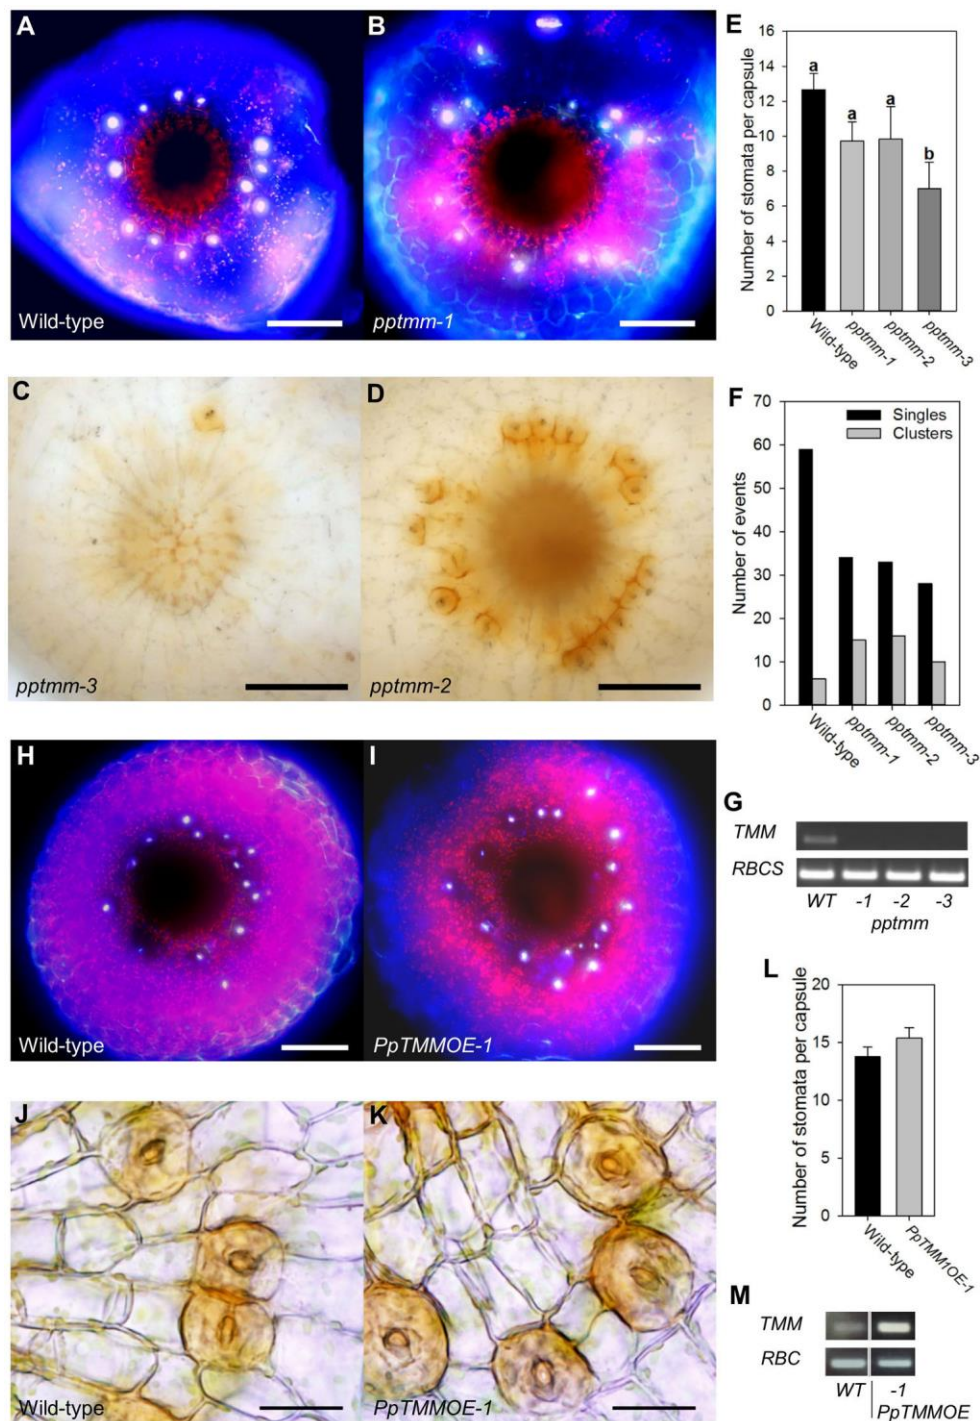 A
B
Wild-type
pptmm-1
E
Number of stomata per capsule
16
14
12
10
8
6
4
2
0
a
a
a
b
Wild-type
pptmm-1
pptmm-2
pptmm-3
C
D
pptmm-3
pptmm-2
F
Number of events
70
60
50
40
30
20
10
0
Singles
Clusters
Wild-type
pptmm-1
pptmm-2
pptmm-3
G
TMM
RBCS
WT -1 -2 -3
pptmm
H
I
Wild-type
PpTMMOE-1
L
Number of stomata per capsule
20
15
10
5
0
Wild-type
PpTMM1OE-1
J
K
Wild-type
PpTMMOE-1
M
TMM
RBC
WT -1
PpTMMOE